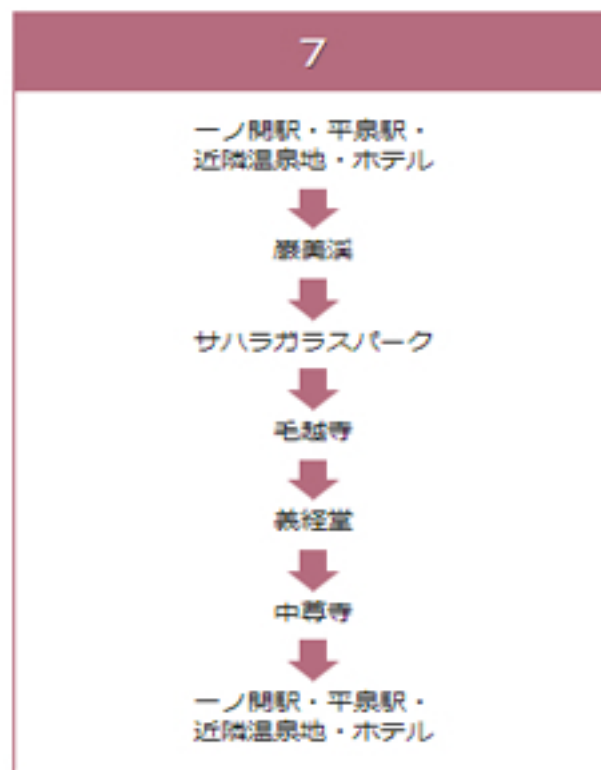 7
一ノ関駅・平泉駅・
近隣温泉地・ホテル
厳美渓
サハラガラスパーク
毛越寺
義経堂
中尊寺
一ノ関駅・平泉駅・
近隣温泉地・ホテル